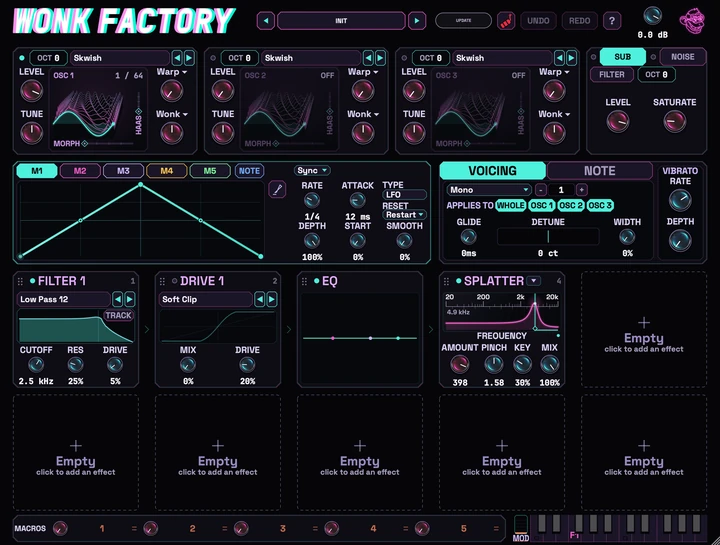 WONK FACTORY
INIT
UPDATE
UNDO
REDO
?
0.0 dB
OCT 0
Skwish
LEVEL
OSC 1
1 / 64
Warp
TUNE
HAAS
Wonk
MORPH
OCT 0
Skwish
LEVEL
OSC 2
OFF
Warp
TUNE
HAAS
Wonk
MORPH
OCT 0
Skwish
LEVEL
OSC 3
OFF
Warp
TUNE
HAAS
Wonk
MORPH
SUB
NOISE
FILTER
OCT 0
LEVEL
SATURATE
M1
M2
M3
M4
M5
NOTE
Sync
RATE
ATTACK
TYPE
LFO
RESET
1/4
12 ms
Restart
DEPTH
START
SMOOTH
100%
0%
0%
VOICING
NOTE
Mono
-
1
+
APPLIES TO
WHOLE
OSC 1
OSC 2
OSC 3
GLIDE
DETUNE
WIDTH
0ms
0 ct
0%
VIBRATO
RATE
DEPTH
FILTER 1
1
Low Pass 12
TRACK
CUTOFF
RES
DRIVE
2.5 kHz
25%
5%
DRIVE 1
2
Soft Clip
MIX
DRIVE
0%
20%
EQ
SPLATTER
4
20
200
2k
20k
4.9 kHz
FREQUENCY
AMOUNT
PINCH
KEY
MIX
398
1.58
30%
100%
+
Empty
click to add an effect
+
Empty
click to add an effect
+
Empty
click to add an effect
+
Empty
click to add an effect
+
Empty
click to add an effect
+
Empty
click to add an effect
MACROS
1
=
2
=
3
=
4
=
5
=
MOD
F1